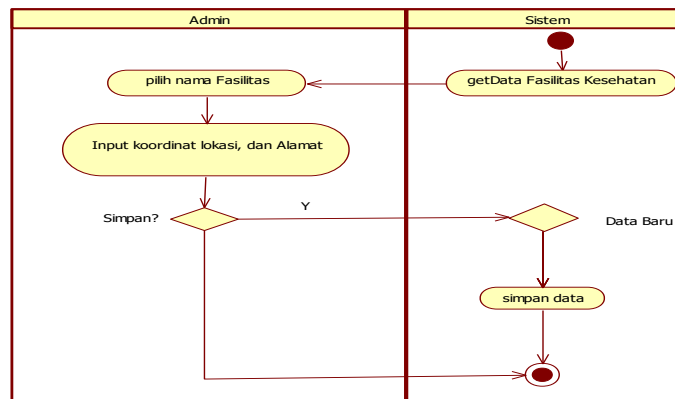 Admin
Sistem
pilih nama Fasilitas
getData Fasilitas Kesehatan
Input koordinat lokasi, dan Alamat
Simpan?
Y
Data Baru
simpan data